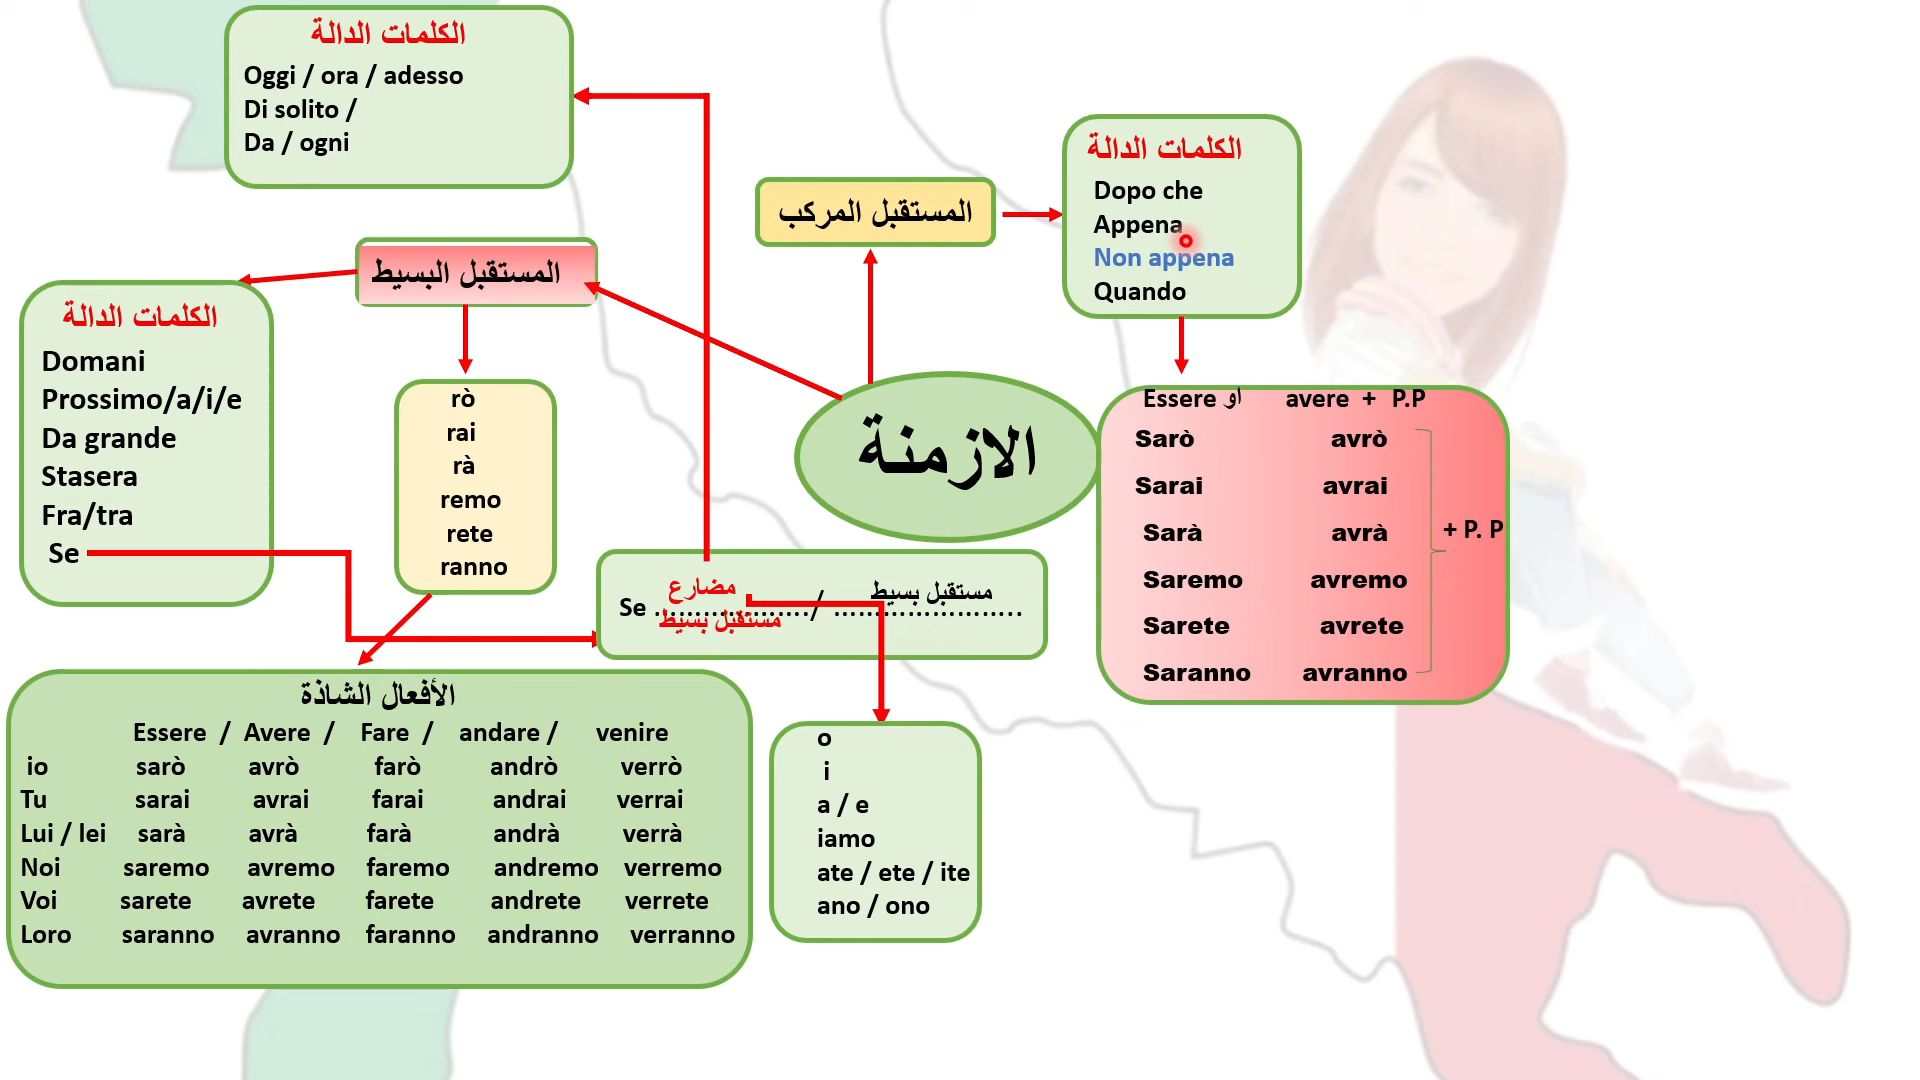 الكلمات الدالة
Oggi / ora / adesso
Di solito /
Da / ogni
المستقبل المركب
الكلمات الدالة
Dopo che
Appena
Non appena
Quando
المستقبل البسيط
الكلمات الدالة
Domani
Prossimo/a/i/e
Da grande
Stasera
Fra/tra
Se
rò
rai
rà
remo
rete
ranno
الازمنة
Essere او avere + P.P
Sarò avrò
Sarai avrai
Sarà avrà
Saremo avremo
Sarete avrete
Saranno avranno
+ P. P
مضارع
مستقبل بسيط
Se ................../ ......................
مستقبل بسيط
الأفعال الشاذة
Essere / Avere / Fare / andare / venire
io sarò avrò farò andrò verrò
Tu sarai avrai farai andrai verrai
Lui / lei sarà avrà farà andrà verrà
Noi saremo avremo faremo andremo verremo
Voi sarete avrete farete andrete verrete
Loro saranno avranno faranno andranno verranno
o
i
a / e
iamo
ate / ete / ite
ano / ono